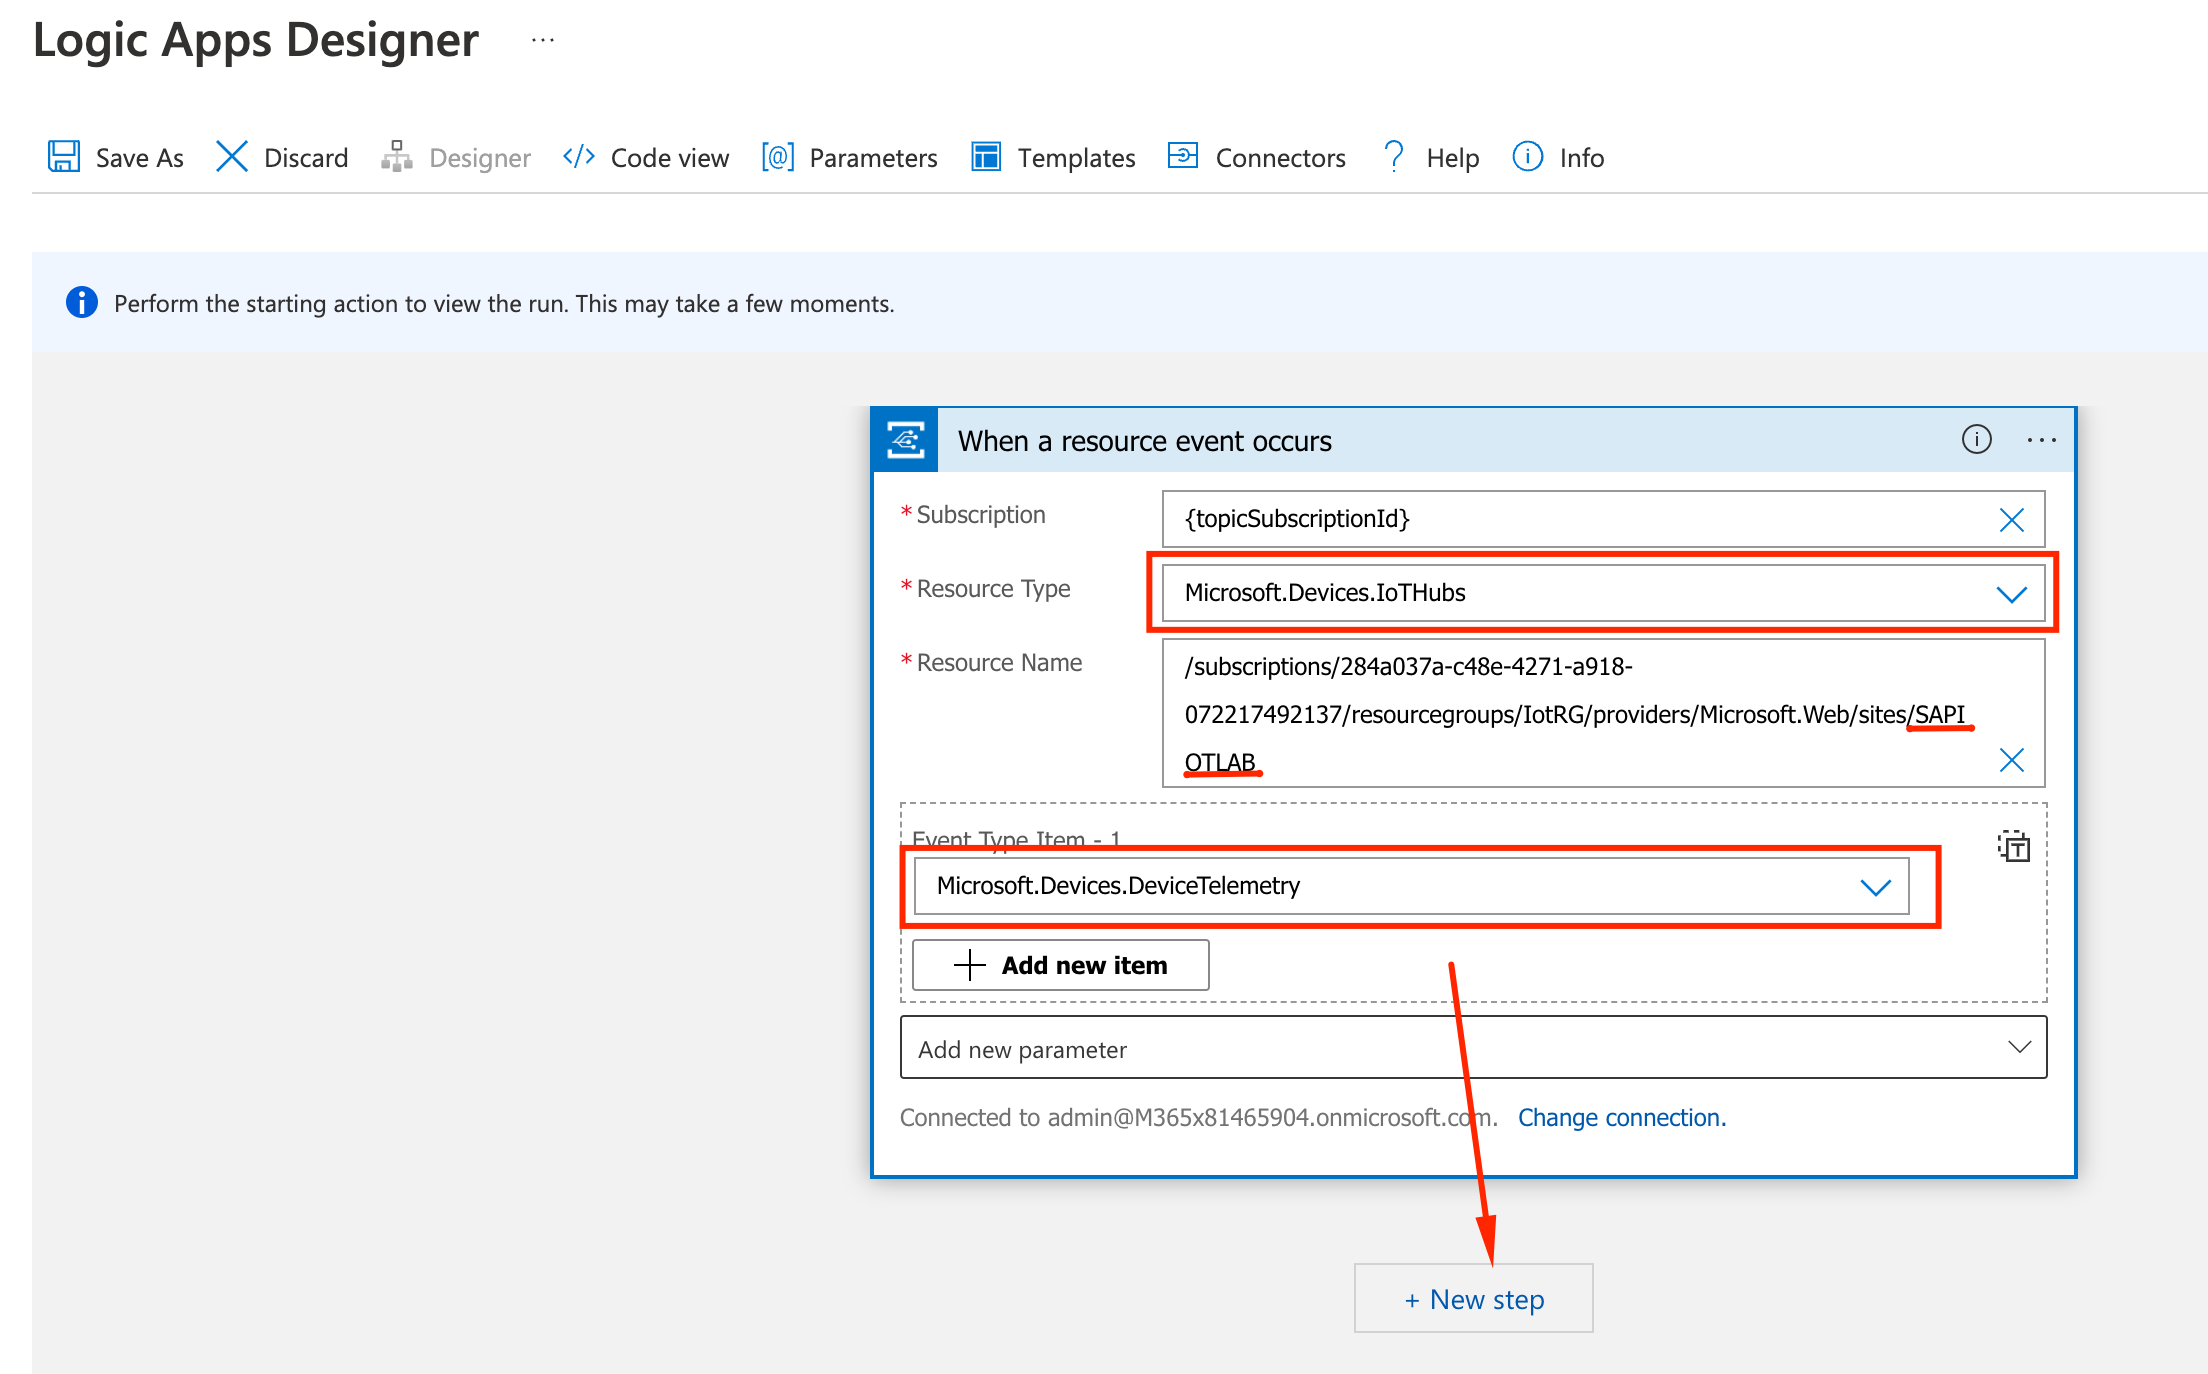 Logic Apps Designer ...
Save As Discard Designer </> Code view [@] Parameters Templates Connectors ? Help Info
Perform the starting action to view the run. This may take a few moments.
When a resource event occurs
* Subscription {topicSubscriptionId}
* Resource Type Microsoft.Devices.IoTHubs
* Resource Name /subscriptions/284a037a-c48e-4271-a918-
072217492137/resourcegroups/IotRG/providers/Microsoft.Web/sites/SAPI
OTLAB
Event Type Item - 1
Microsoft.Devices.DeviceTelemetry
Add new item
Add new parameter
Connected to admin@M365x81465904.onmicrosoft.com. Change connection.
+ New step